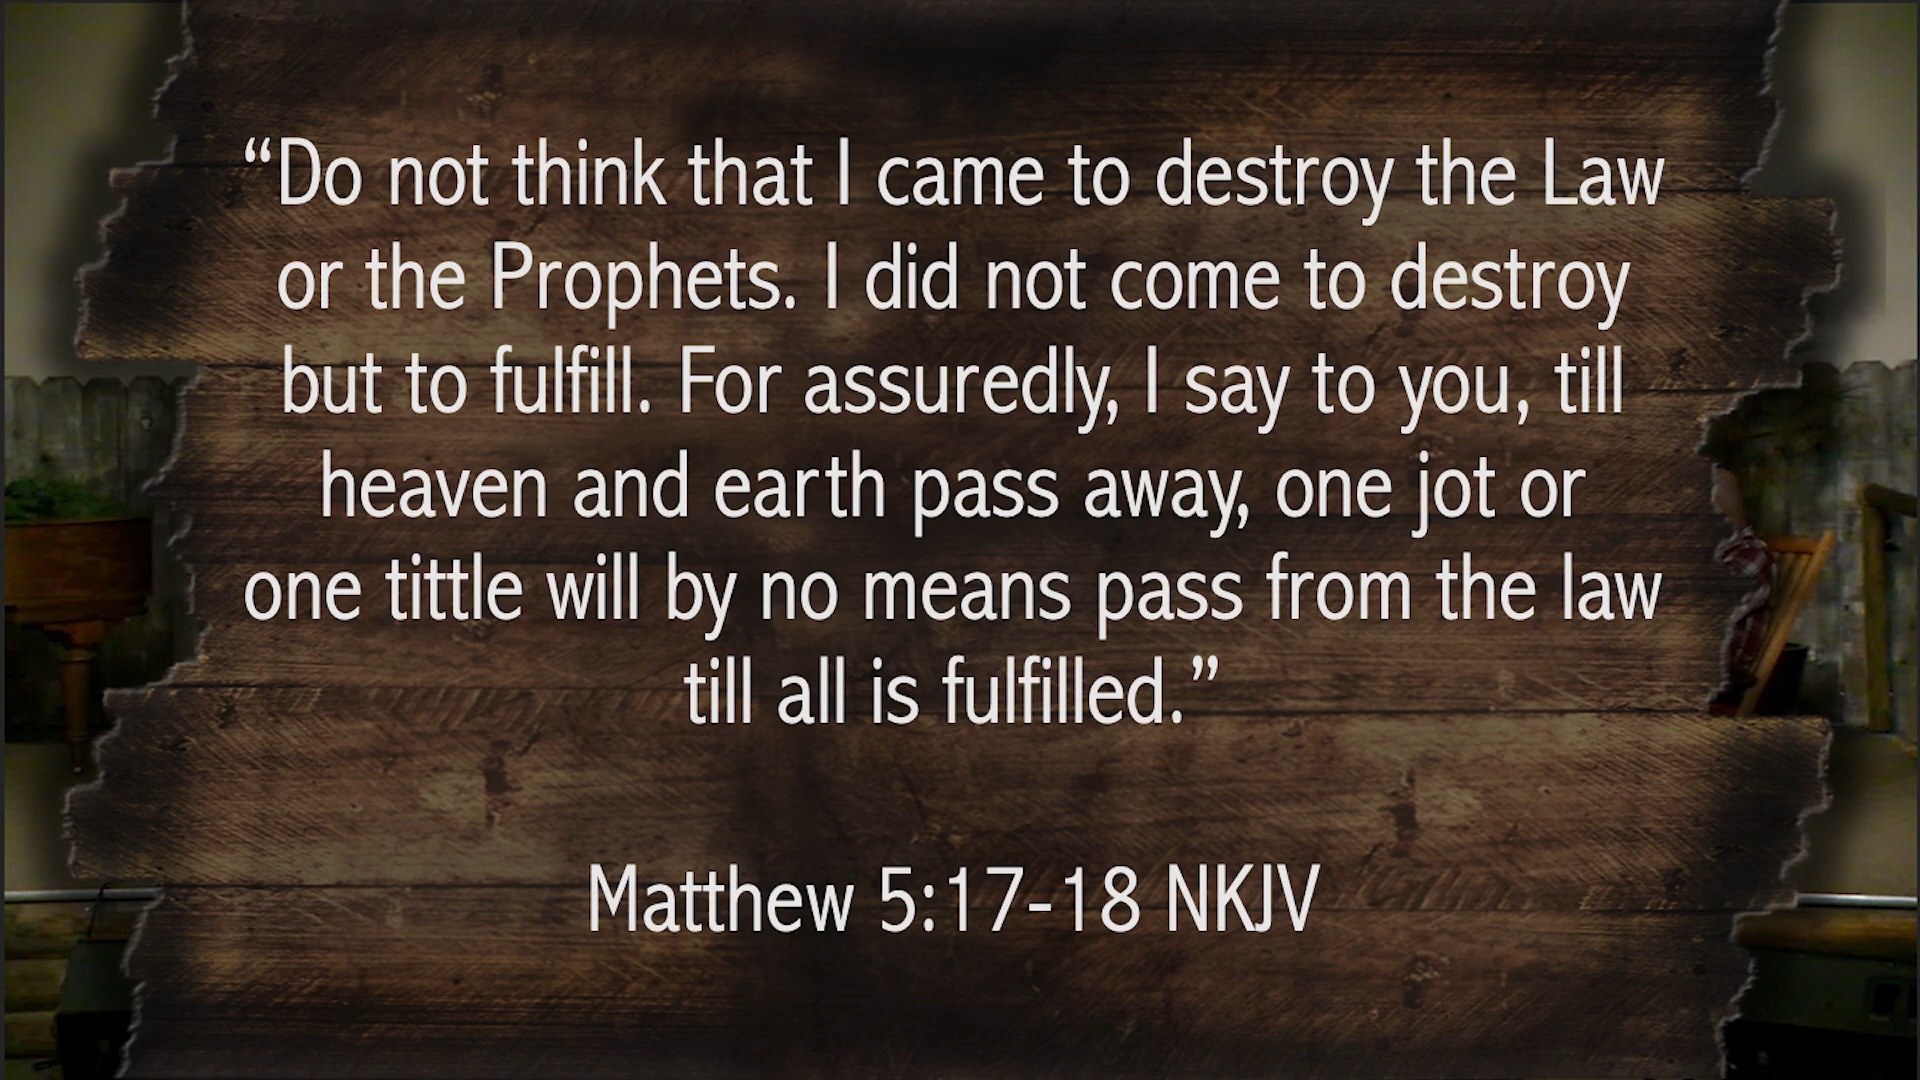 “Do not think that I came to destroy the Law
or the Prophets. I did not come to destroy
but to fulfill. For assuredly, I say to you, till
heaven and earth pass away, one jot or
one tittle will by no means pass from the law
till all is fulfilled.”
Matthew 5:17-18 NKJV